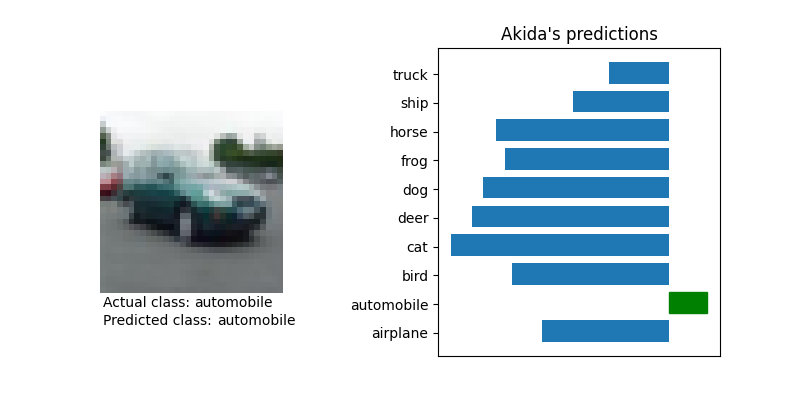 Akida's predictions
truck
ship
horse
frog
dog
deer
cat
bird
automobile
airplane
Actual class: automobile
Predicted class: automobile